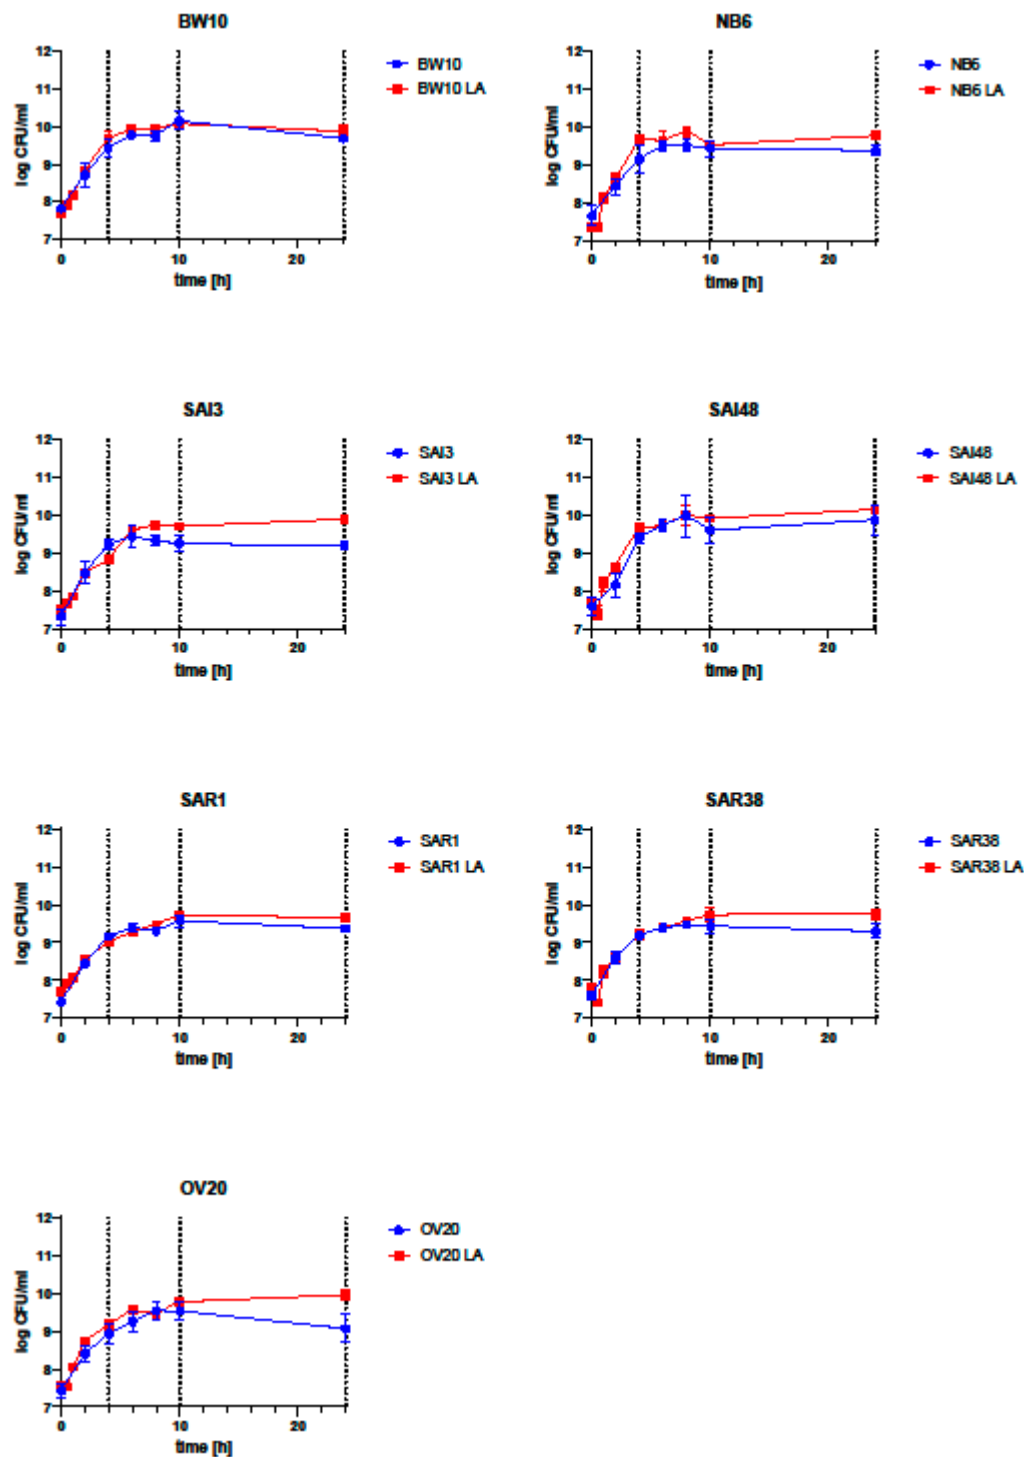 BW10
12
11
10
9
8
7
log CFU/ml
0
10
20
time [h]
BW10
BW10 LA
NB6
12
11
10
9
8
7
log CFU/ml
0
10
20
time [h]
NB6
NB6 LA
SAI3
12
11
10
9
8
7
log CFU/ml
0
10
20
time [h]
SAI3
SAI3 LA
SAI48
12
11
10
9
8
7
log CFU/ml
0
10
20
time [h]
SAI48
SAI48 LA
SAR1
12
11
10
9
8
7
log CFU/ml
0
10
20
time [h]
SAR1
SAR1 LA
SAR38
12
11
10
9
8
7
log CFU/ml
0
10
20
time [h]
SAR38
SAR38 LA
OV20
12
11
10
9
8
7
log CFU/ml
0
10
20
time [h]
OV20
OV20 LA